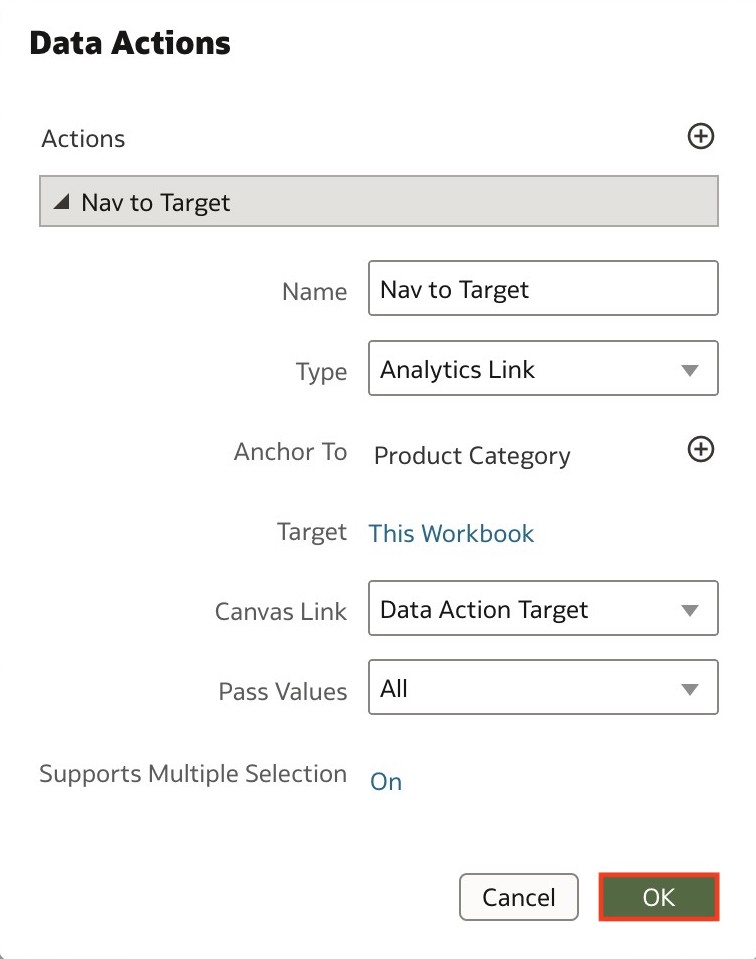 Data Actions
Actions
Nav to Target
Name Nav to Target
Type Analytics Link
Anchor To Product Category
Target This Workbook
Canvas Link Data Action Target
Pass Values All
Supports Multiple Selection On
Cancel OK